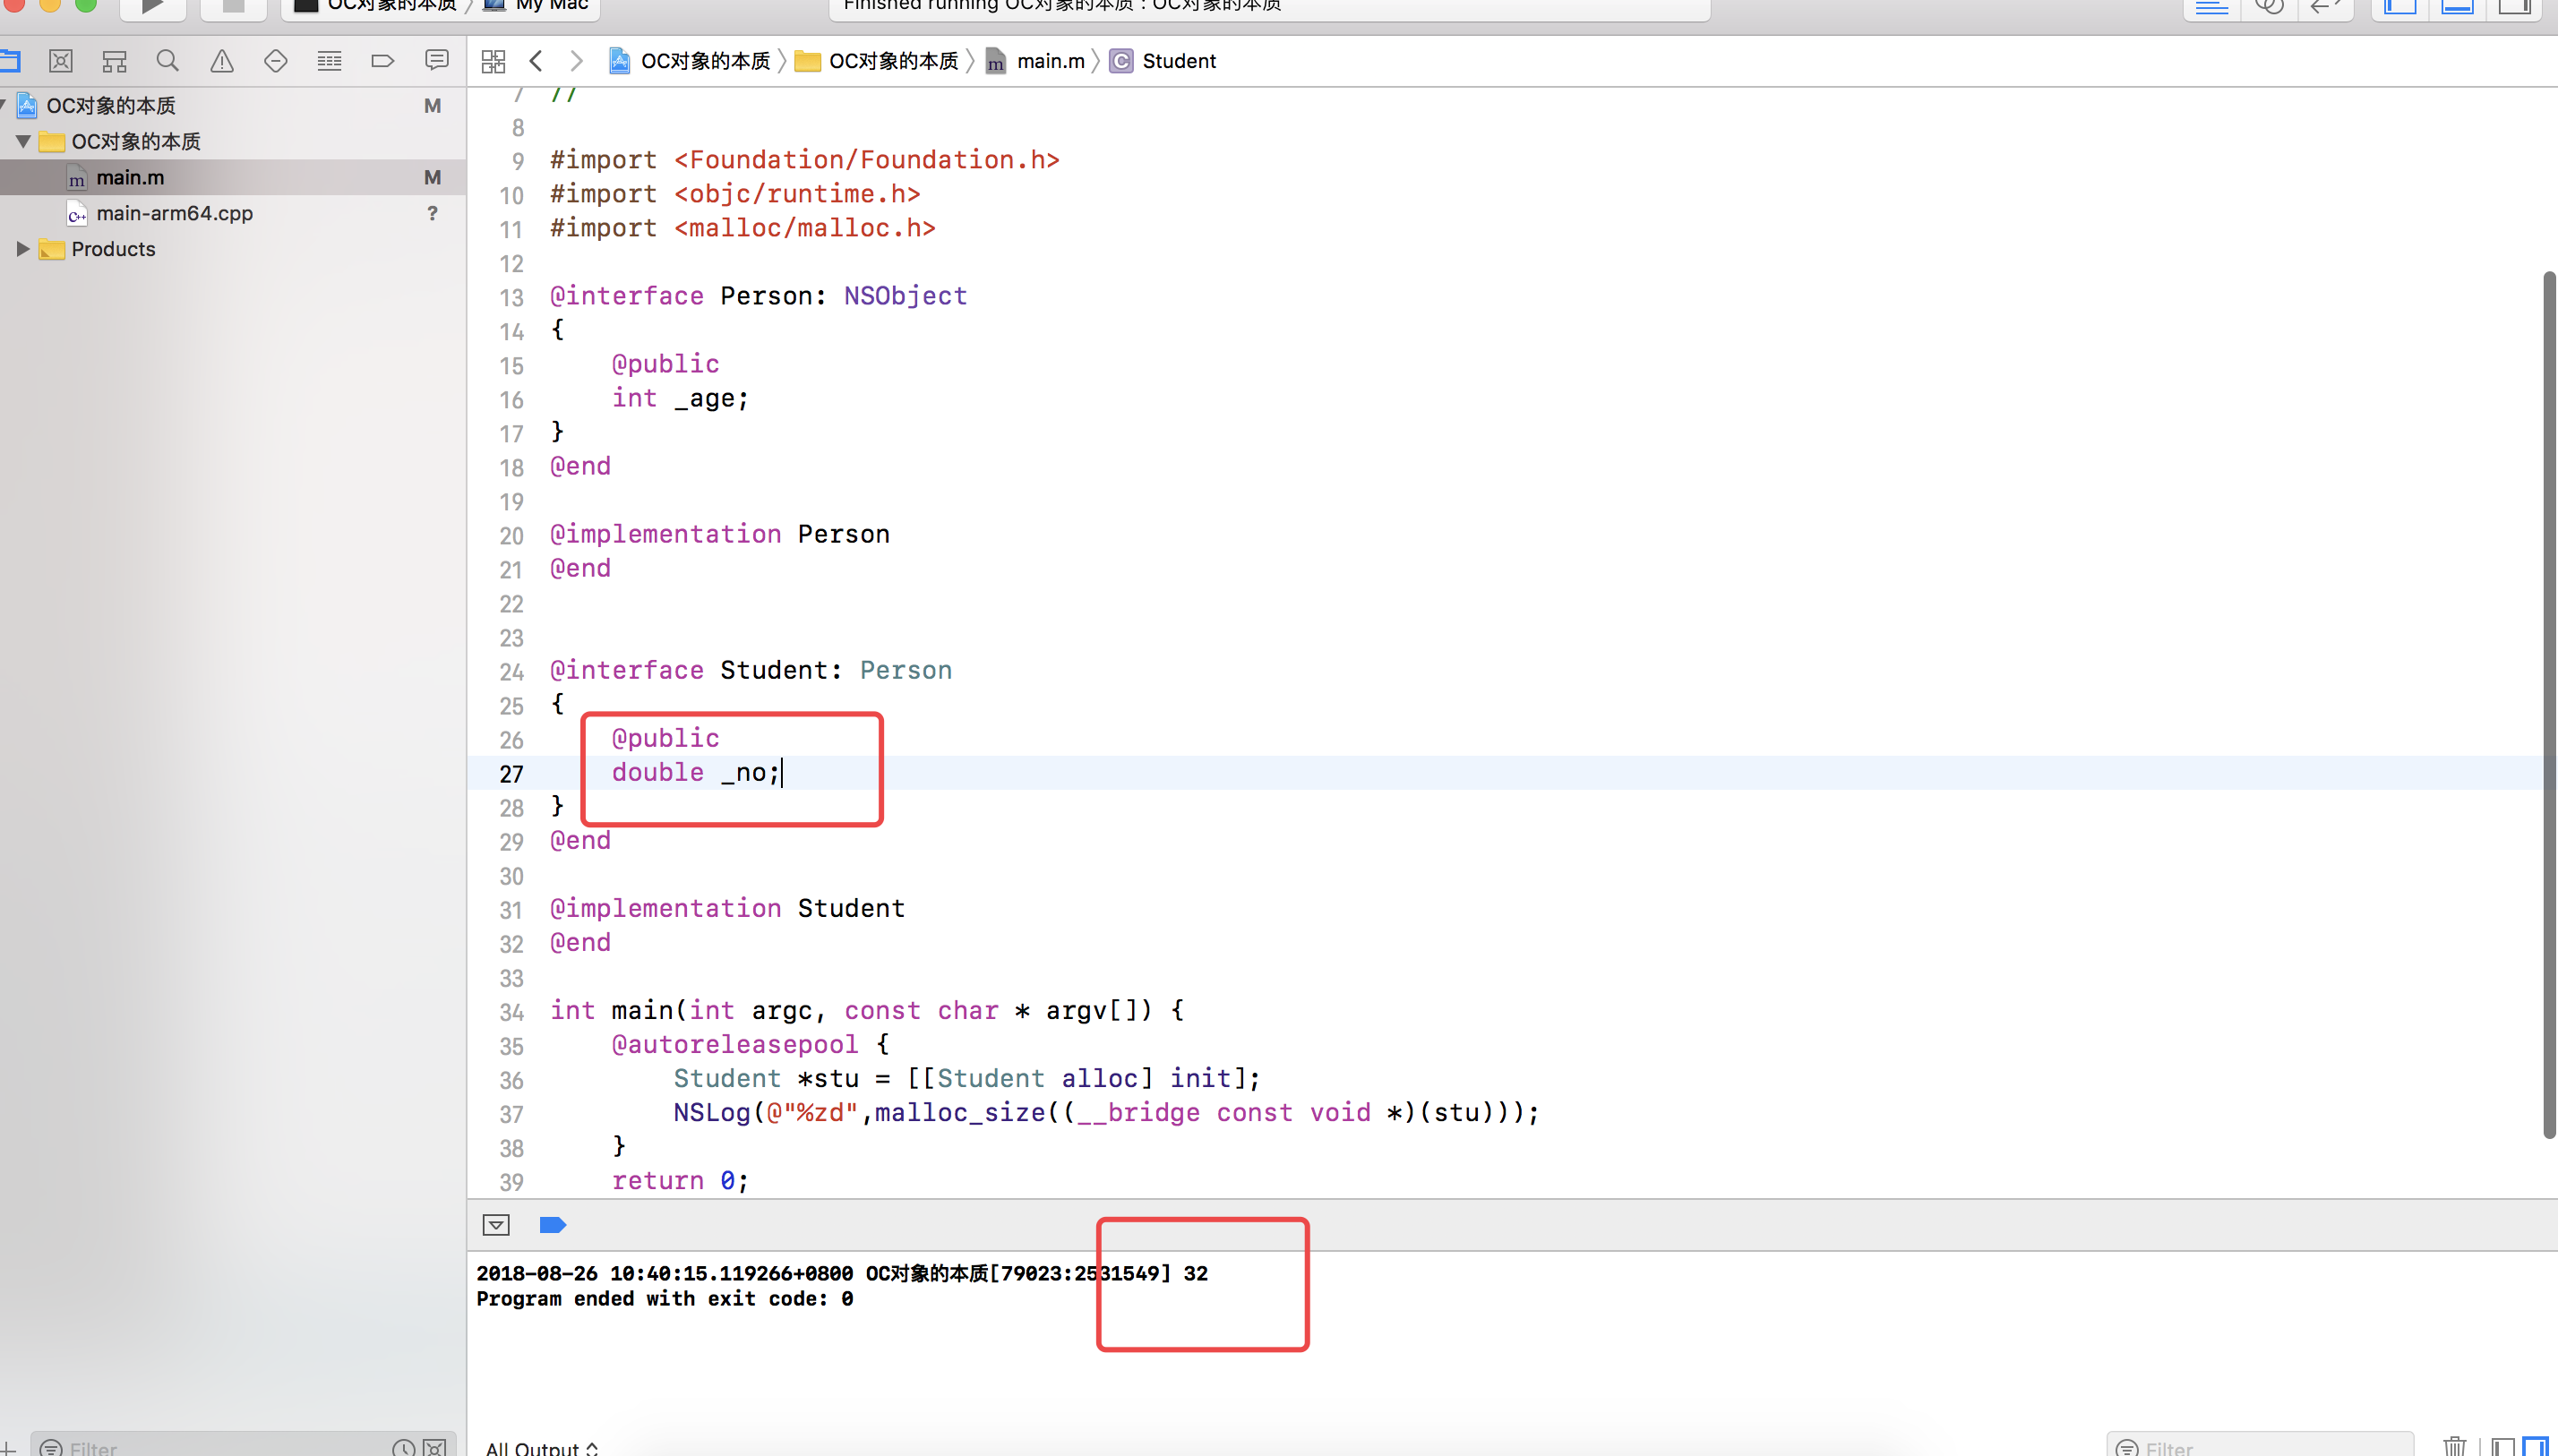 OC对象的本质 〉 My Mac
Finished running OC对象的本质 : OC对象的本质
OC对象的本质 〉 OC对象的本质 〉 main.m 〉 Student
OC对象的本质 M
OC对象的本质
main.m M
main-arm64.cpp ?
Products
7 //
8
9 #import <Foundation/Foundation.h>
10 #import <objc/runtime.h>
11 #import <malloc/malloc.h>
12
13 @interface Person: NSObject
14 {
15     @public
16     int _age;
17 }
18 @end
19
20 @implementation Person
21 @end
22
23
24 @interface Student: Person
25 {
26     @public
27     double _no;
28 }
29 @end
30
31 @implementation Student
32 @end
33
34 int main(int argc, const char * argv[]) {
35     @autoreleasepool {
36         Student *stu = [[Student alloc] init];
37         NSLog(@"%zd",malloc_size((__bridge const void *)(stu)));
38     }
39     return 0;
2018-08-26 10:40:15.119266+0800 OC对象的本质[79023:2531549] 32
Program ended with exit code: 0
Filter
All Output
Filter